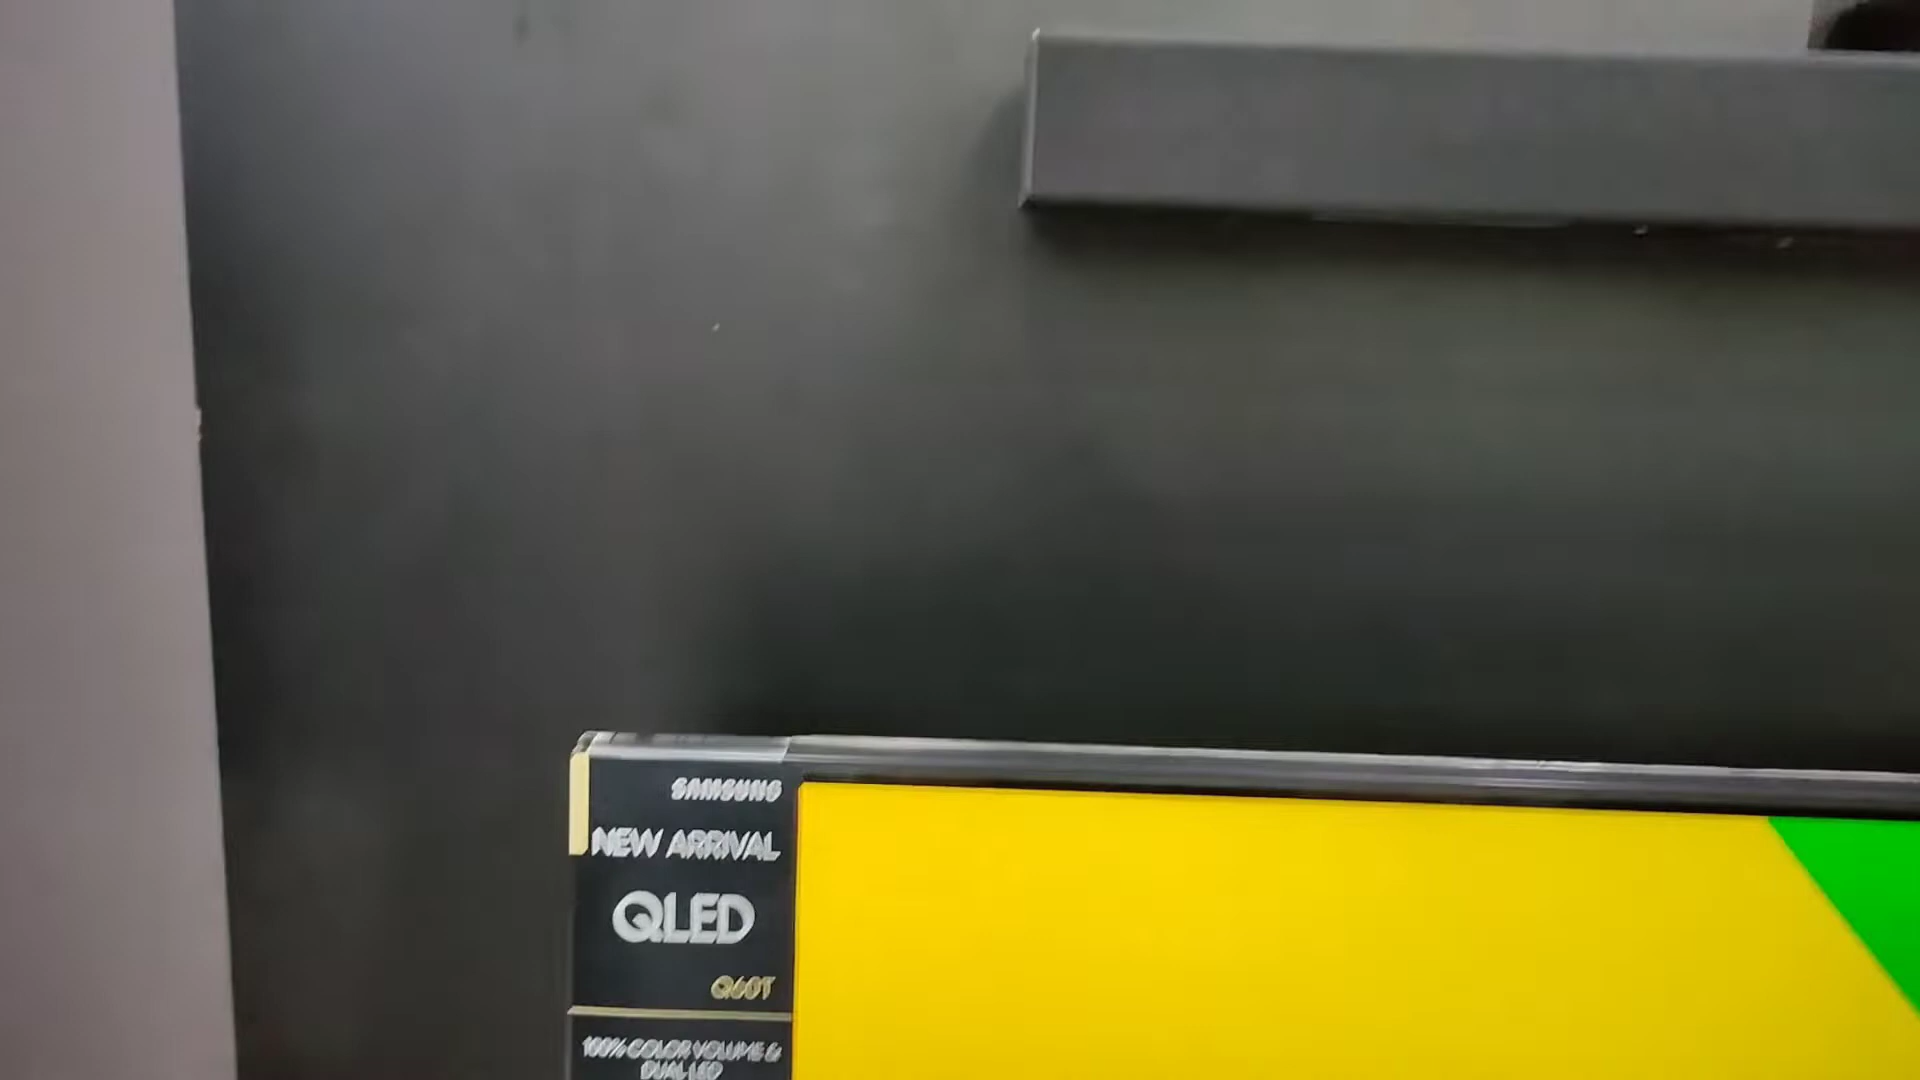 SAMSUNG
NEW ARRIVAL
QLED
Q60T
100% COLOR VOLUME &
DUAL LED